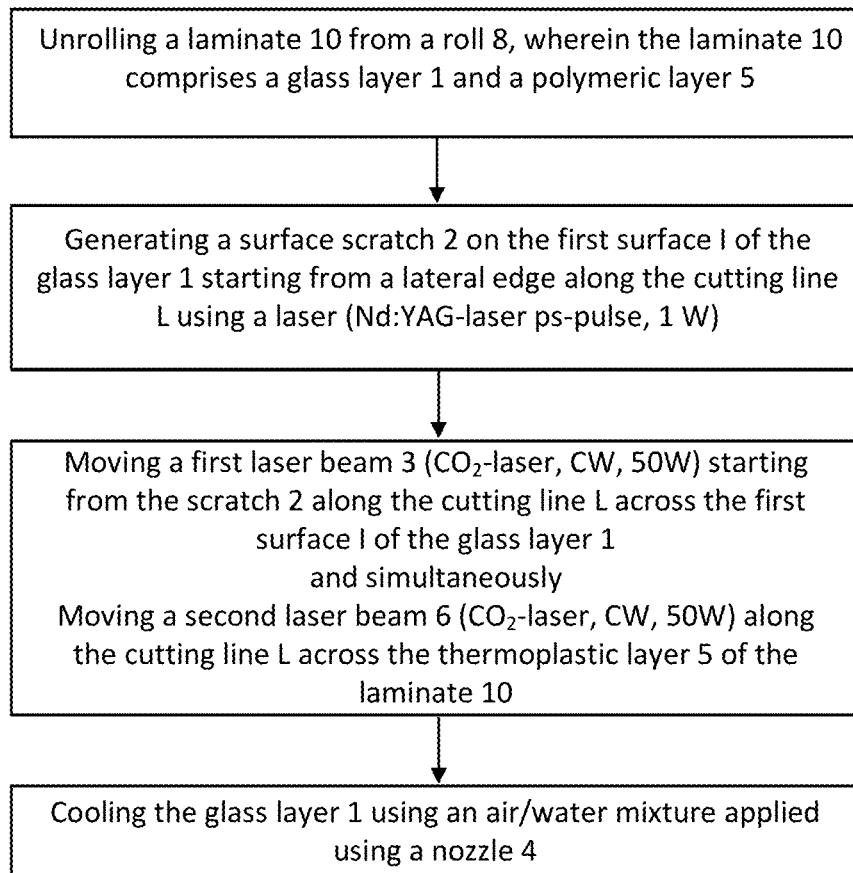 Unrolling a laminate 10 from a roll 8, wherein the laminate 10
comprises a glass layer 1 and a polymeric layer 5
Generating a surface scratch 2 on the first surface I of the
glass layer 1 starting from a lateral edge along the cutting line
L using a laser (Nd:YAG-laser ps-pulse, 1 W)
Moving a first laser beam 3 (CO₂-laser, CW, 50W) starting
from the scratch 2 along the cutting line L across the first
surface I of the glass layer 1
and simultaneously
Moving a second laser beam 6 (CO₂-laser, CW, 50W) along
the cutting line L across the thermoplastic layer 5 of the
laminate 10
Cooling the glass layer 1 using an air/water mixture applied
using a nozzle 4